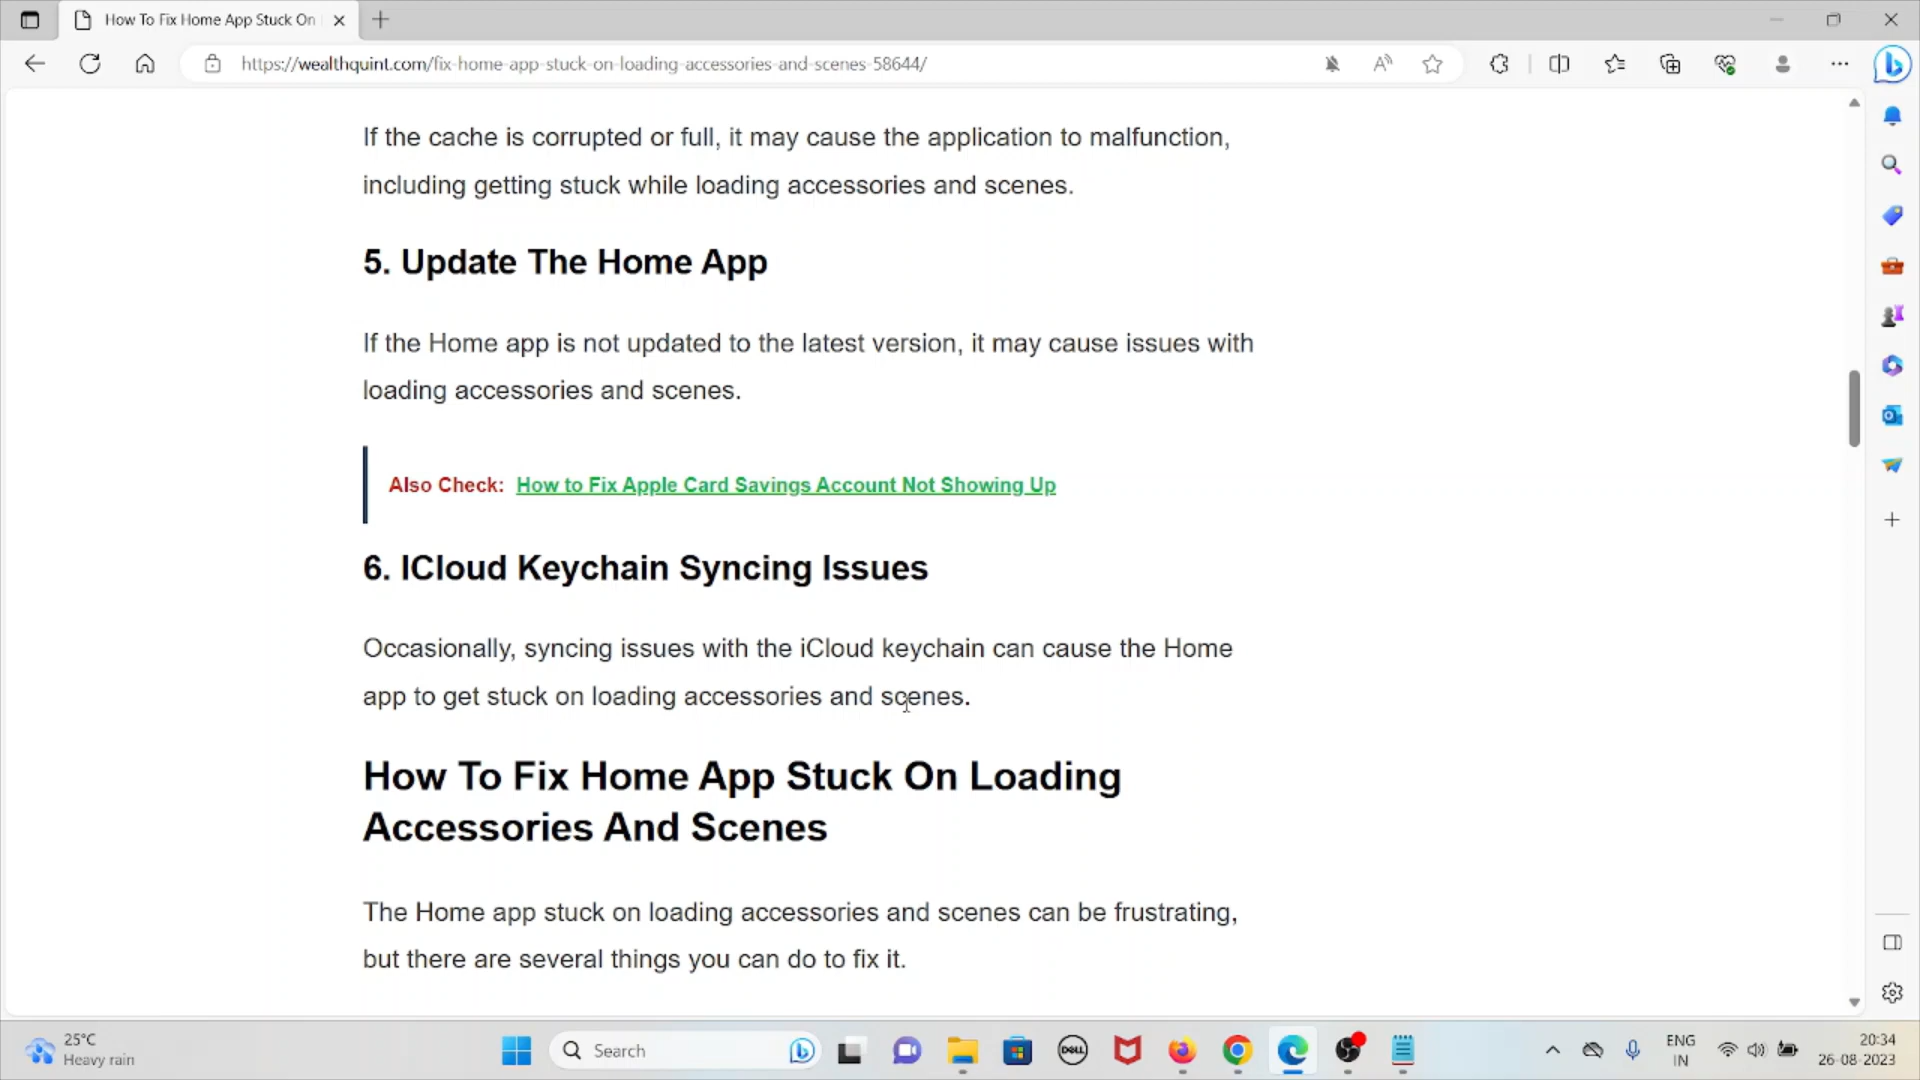 How To Fix Home App Stuck On
https://wealthquint.com/fix-home-app-stuck-on-loading-accessories-and-scenes-58644/
If the cache is corrupted or full, it may cause the application to malfunction,
including getting stuck while loading accessories and scenes.
5. Update The Home App
If the Home app is not updated to the latest version, it may cause issues with
loading accessories and scenes.
Also Check: How to Fix Apple Card Savings Account Not Showing Up
6. ICloud Keychain Syncing Issues
Occasionally, syncing issues with the iCloud keychain can cause the Home
app to get stuck on loading accessories and scenes.
How To Fix Home App Stuck On Loading
Accessories And Scenes
The Home app stuck on loading accessories and scenes can be frustrating,
but there are several things you can do to fix it.
25°C
Heavy rain
Search
DELL
ENG
IN
20:34
26-08-2023